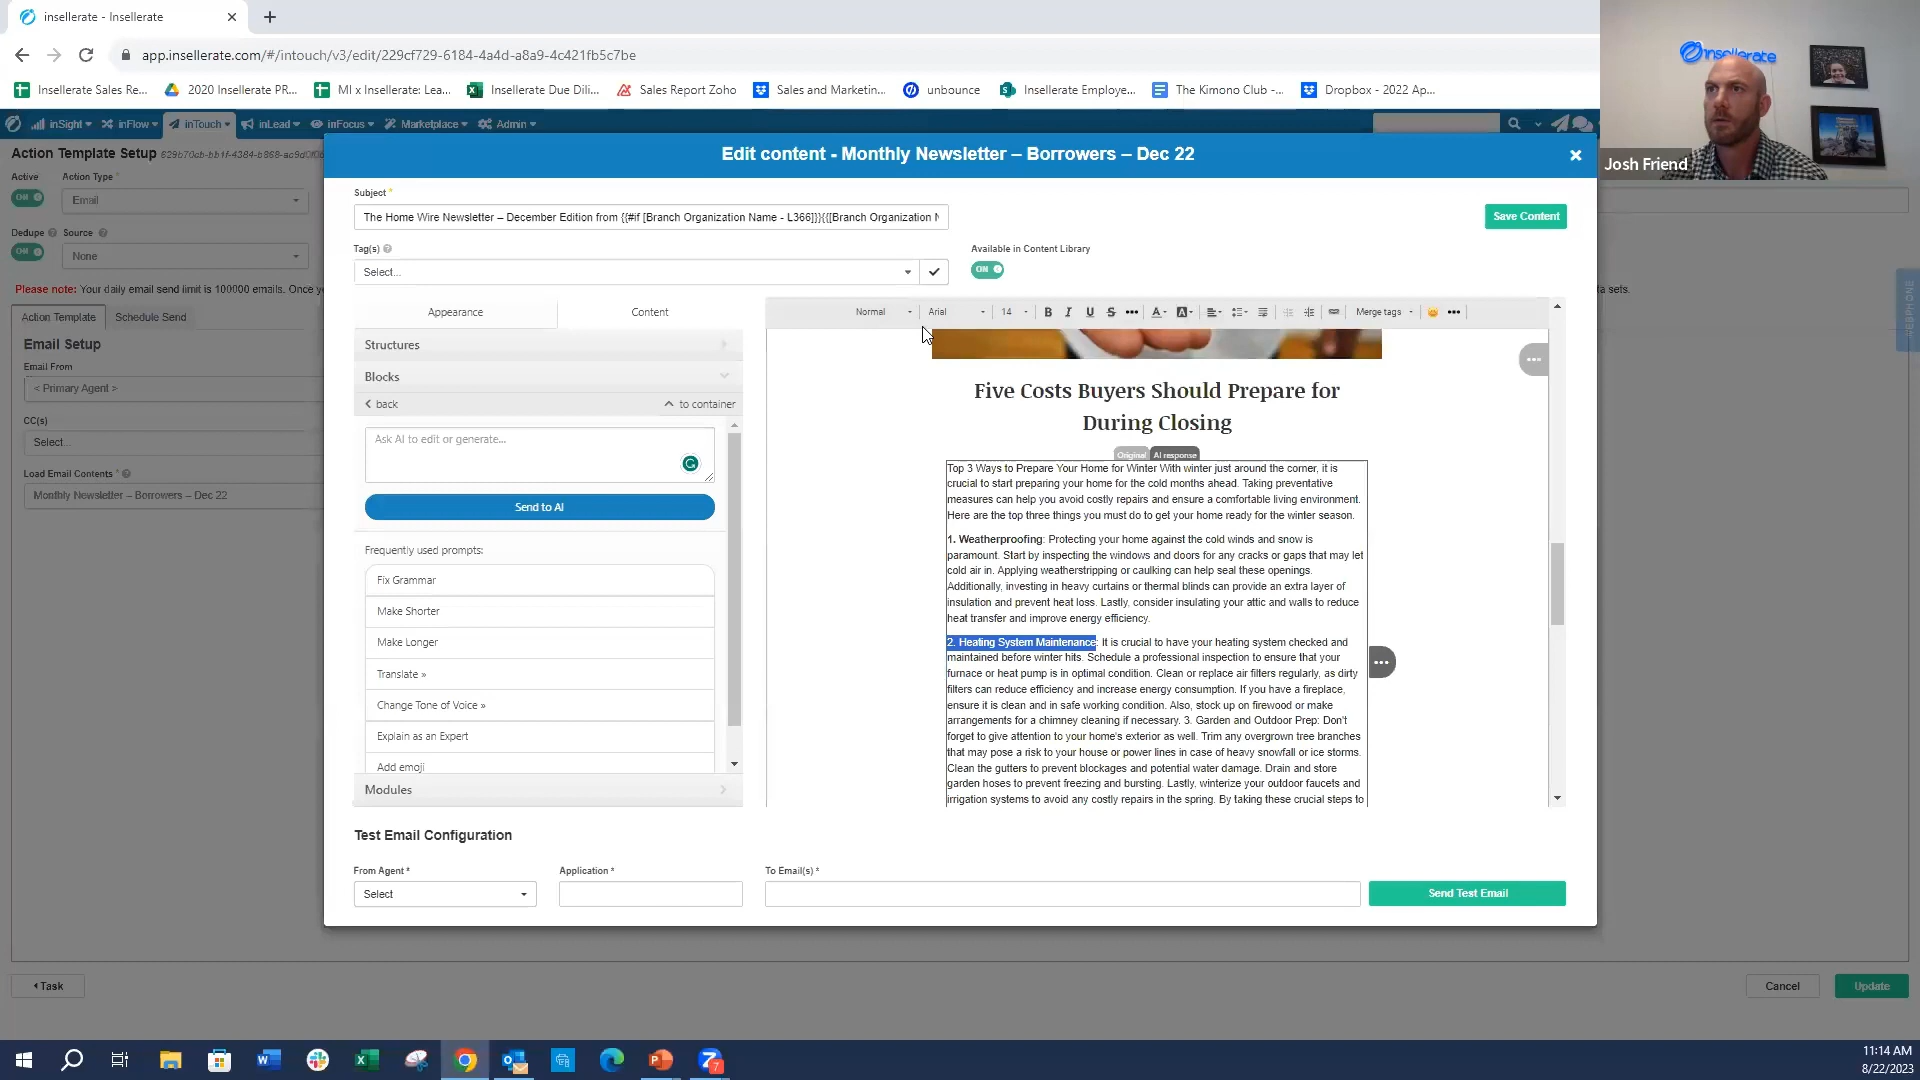 insellerate - Insellerate
app.insellerate.com/#/intouch/v3/edit/229cf729-6184-4a4d-a8a9-4c421fb5c7be
Insellerate Sales Re...
2020 Insellerate PR...
MI x Insellerate: Lea...
Insellerate Due Dili...
Sales Report Zoho
Sales and Marketin...
unbounce
Insellerate Employe...
The Kimono Club -...
Dropbox - 2022 Ap...
insellerate
Josh Friend
inSight
inFlow
inTouch
inLead
inFocus
Marketplace
Admin
Action Template Setup
Active
Action Type *
ON
Email
Dedupe
Source
ON
None
Please note: Your daily email send limit is 100000 emails. Once
ta sets.
Action Template
Schedule Send
Email Setup
Email From
< Primary Agent >
CC(s)
Select...
Load Email Contents *
Monthly Newsletter – Borrowers – Dec 22
Task
Cancel
Update
WEBPHONE
Edit content - Monthly Newsletter – Borrowers – Dec 22
Subject *
The Home Wire Newsletter – December Edition from {{#if [Branch Organization Name - L366]}}{{[Branch Organization N
Save Content
Tag(s)
Select...
Available in Content Library
ON
Appearance
Content
Structures
Blocks
back
to container
Ask AI to edit or generate...
Send to AI
Frequently used prompts:
Fix Grammar
Make Shorter
Make Longer
Translate »
Change Tone of Voice »
Explain as an Expert
Add emoji
Modules
Normal
Arial
14
B I U S
A
A
Merge tags
Five Costs Buyers Should Prepare for
During Closing
Original
AI response
Top 3 Ways to Prepare Your Home for Winter With winter just around the corner, it is
crucial to start preparing your home for the cold months ahead. Taking preventative
measures can help you avoid costly repairs and ensure a comfortable living environment.
Here are the top three things you must do to get your home ready for the winter season.
1. Weatherproofing: Protecting your home against the cold winds and snow is
paramount. Start by inspecting the windows and doors for any cracks or gaps that may let
cold air in. Applying weatherstripping or caulking can help seal these openings.
Additionally, investing in heavy curtains or thermal blinds can provide an extra layer of
insulation and prevent heat loss. Lastly, consider insulating your attic and walls to reduce
heat transfer and improve energy efficiency.
2. Heating System Maintenance: It is crucial to have your heating system checked and
maintained before winter hits. Schedule a professional inspection to ensure that your
furnace or heat pump is in optimal condition. Clean or replace air filters regularly, as dirty
filters can reduce efficiency and increase energy consumption. If you have a fireplace,
ensure it is clean and in safe working condition. Also, stock up on firewood or make
arrangements for a chimney cleaning if necessary. 3. Garden and Outdoor Prep: Don't
forget to give attention to your home's exterior as well. Trim any overgrown tree branches
that may pose a risk to your house or power lines in case of heavy snowfall or ice storms.
Clean the gutters to prevent blockages and potential water damage. Drain and store
garden hoses to prevent freezing and bursting. Lastly, winterize your outdoor faucets and
irrigation systems to avoid any costly repairs in the spring. By taking these crucial steps to
Test Email Configuration
From Agent *
Application *
To Email(s) *
Select
Send Test Email
7
11:14 AM
8/22/2023